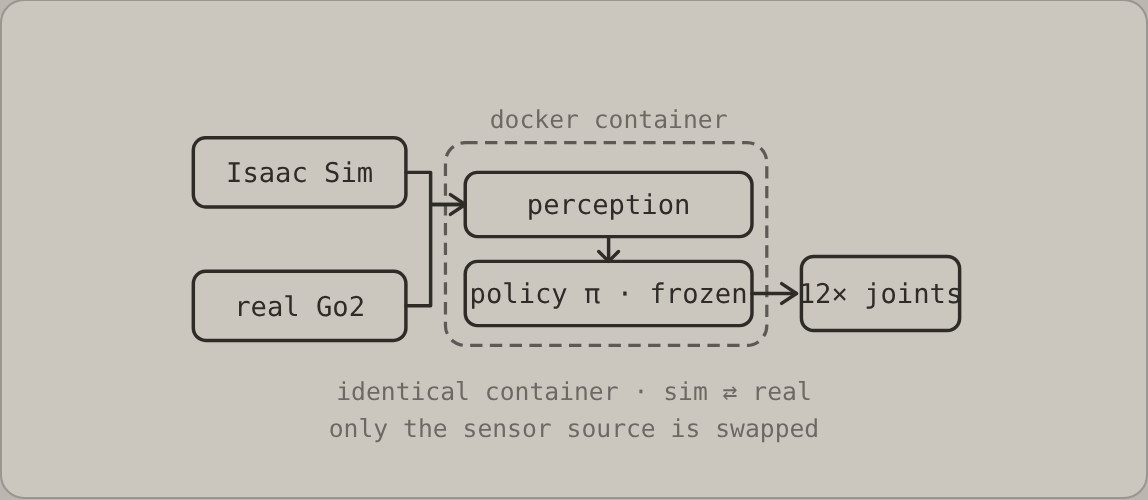 docker container
Isaac Sim
perception
real Go2
policy π · frozen
12× joints
identical container · sim ⇄ real
only the sensor source is swapped